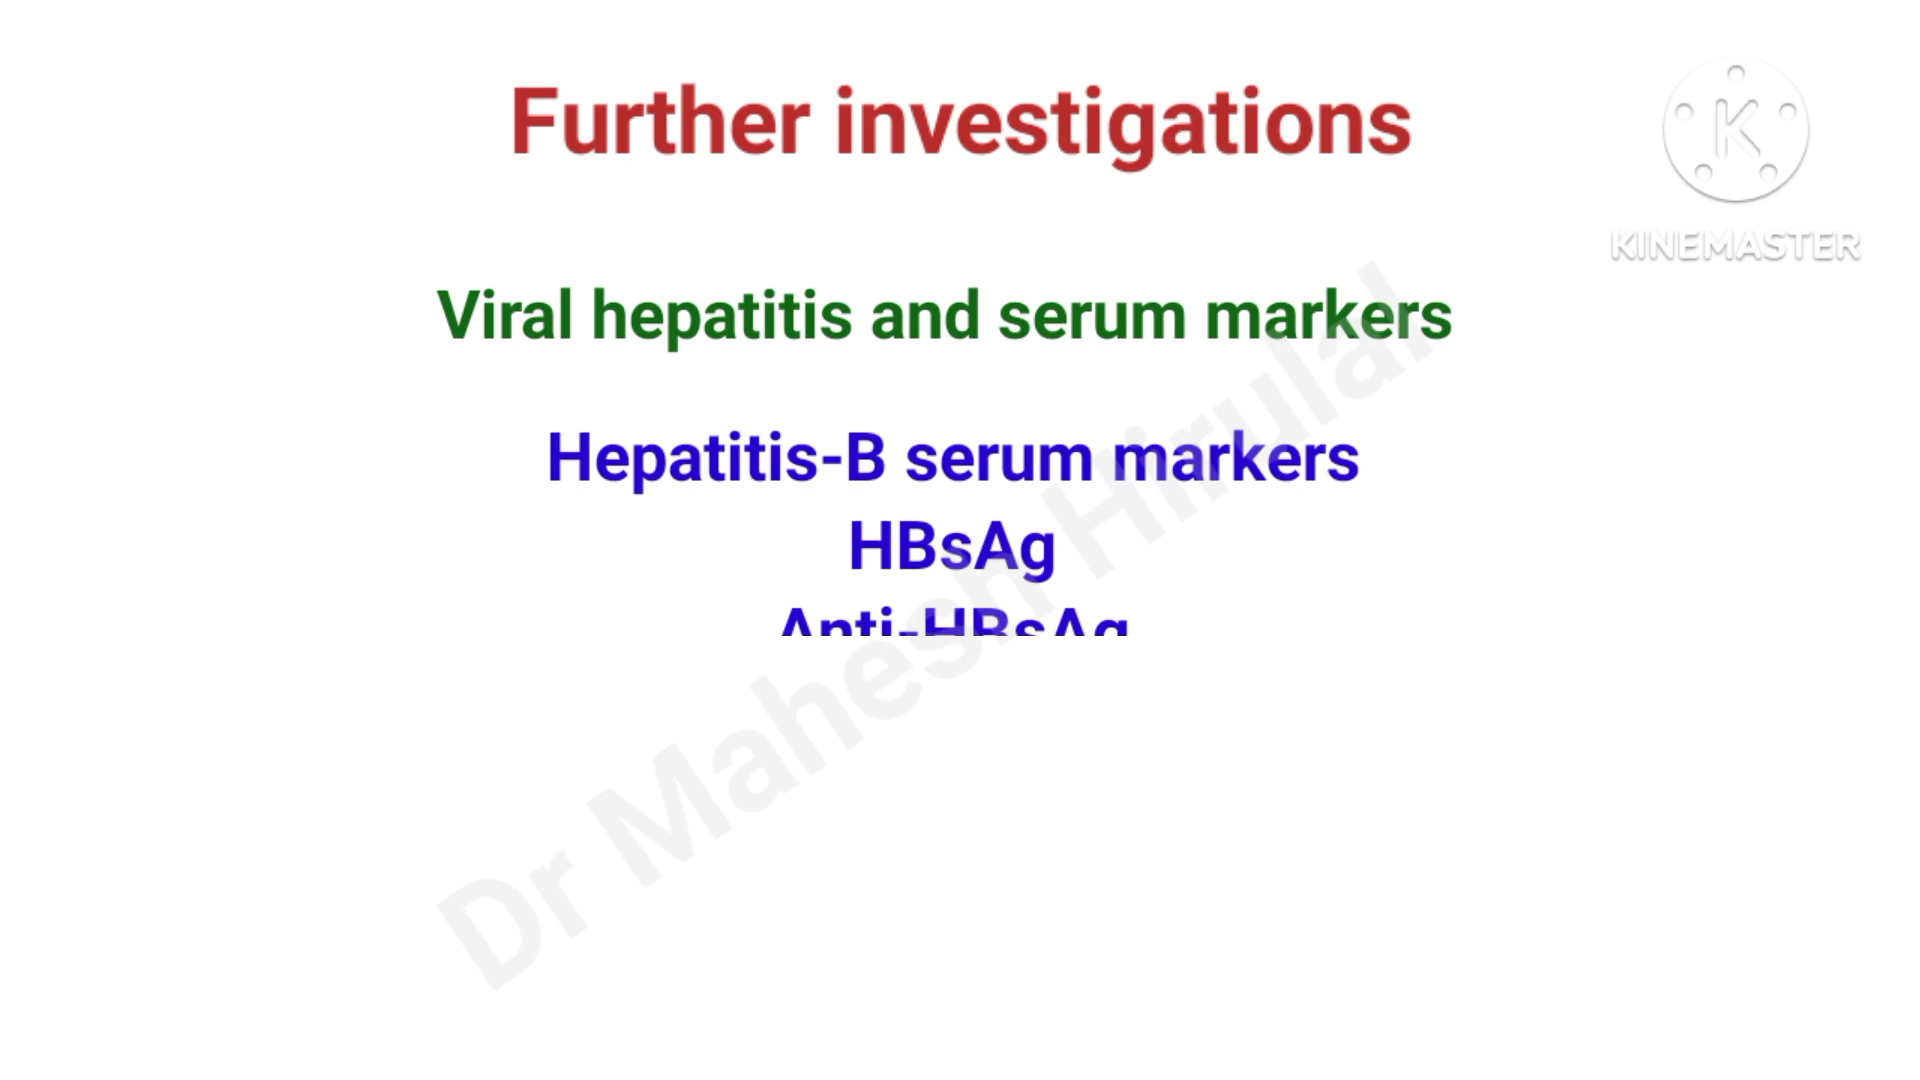 Further investigations
K
KINEMASTER
Viral hepatitis and serum markers
Hepatitis-B serum markers
HBsAg
Anti-HBsAg
Dr Mahesh Hirulal